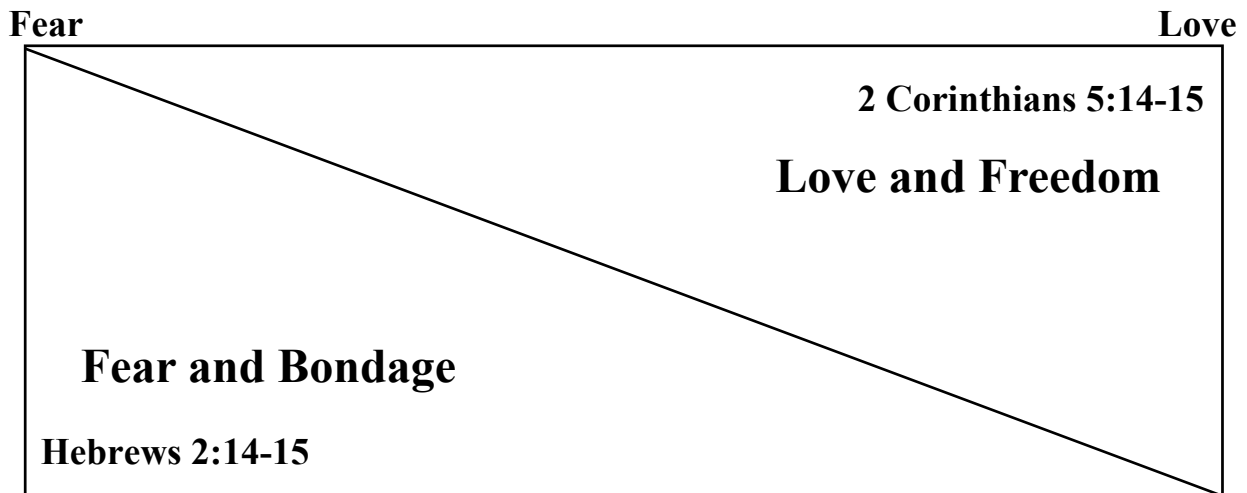 Fear
Love
2 Corinthians 5:14-15
Love and Freedom
Fear and Bondage
Hebrews 2:14-15